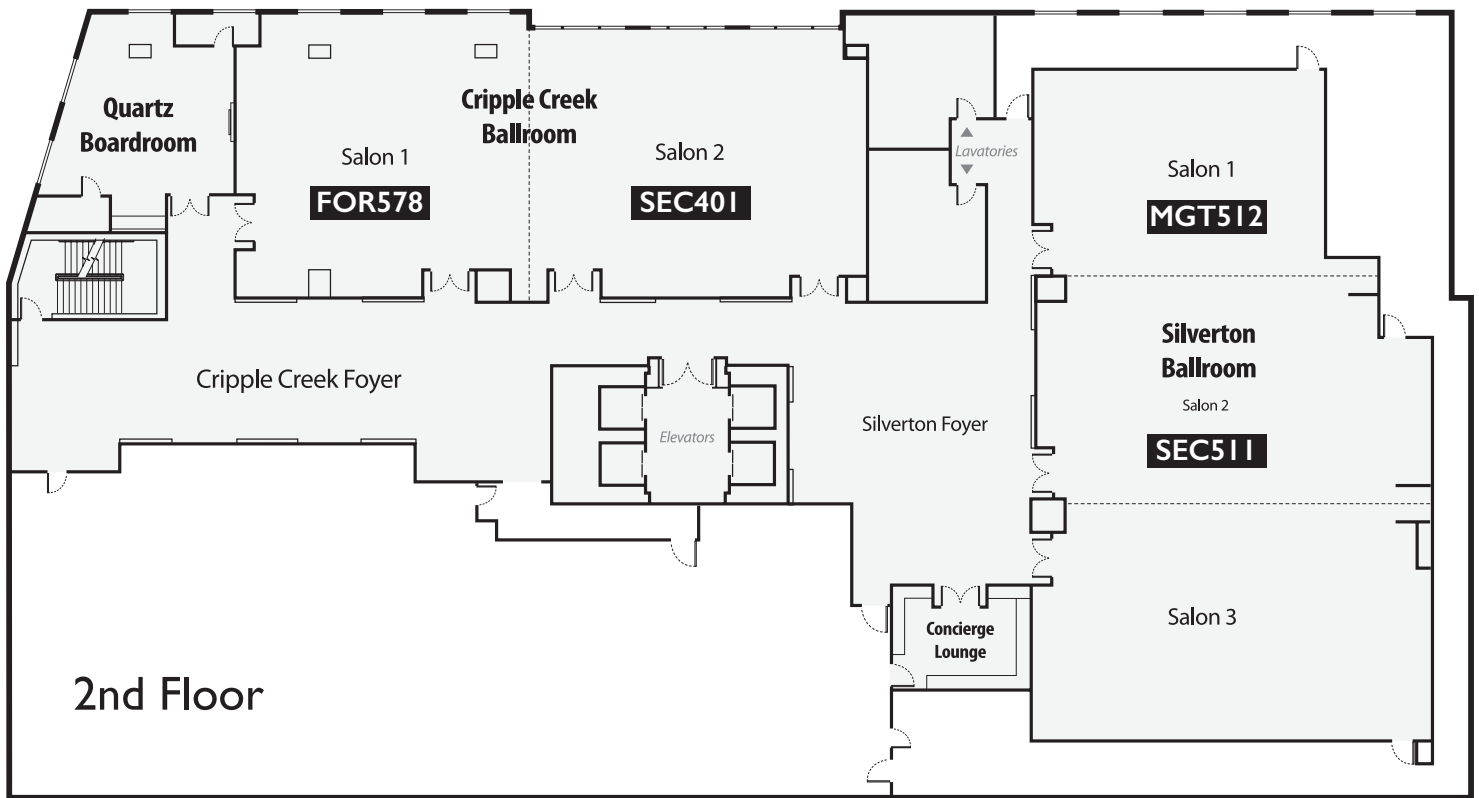 Quartz
Boardroom
Cripple Creek
Ballroom
Salon 1
FOR578
Salon 2
SEC401
Lavatories
Salon 1
MGT512
Silverton
Ballroom
Salon 2
SEC511
Cripple Creek Foyer
Elevators
Silverton Foyer
Concierge
Lounge
Salon 3
2nd Floor